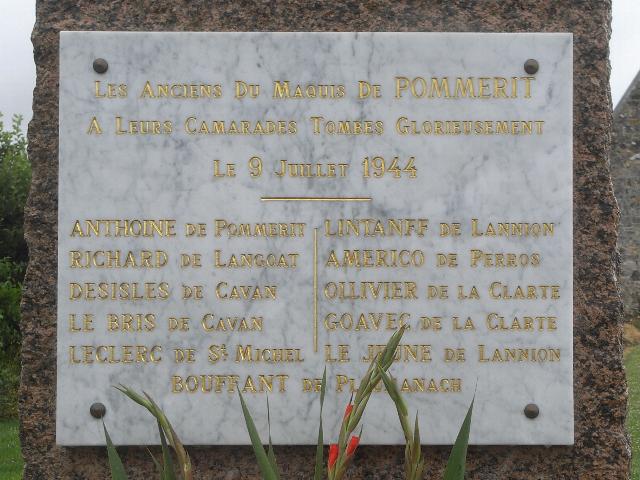 Les Anciens Du Maquis De POMMERIT
A Leurs Camarades Tombes Glorieusement
Le 9 Juillet 1944
ANTHOINE de Pommerit
RICHARD de Langoat
DESISLES de Cavan
LE BRIS de Cavan
LECLERC de St Michel
LINTANFF de Lannion
AMERICO de Perros
OLLIVIER de la Clarte
GOAVEC de la Clarte
LE JEUNE de Lannion
BOUFFANT de Ploumanach